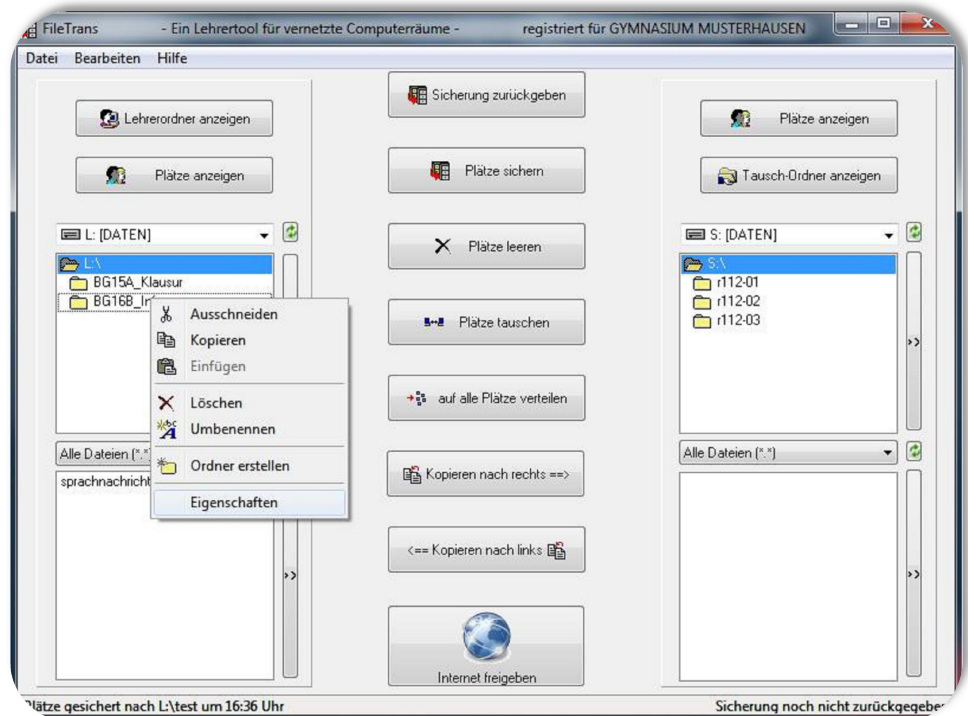 FileTrans - Ein Lehrertool für vernetzte Computerräume - registriert für GYMNASIUM MUSTERHAUSEN
Datei Bearbeiten Hilfe
Lehrerordner anzeigen
Plätze anzeigen
L: [DATEN]
L:\
BG15A_Klausur
Ausschneiden
Kopieren
Einfügen
Löschen
Umbenennen
Ordner erstellen
Eigenschaften
Alle Dateien (*.*
Sicherung zurückgeben
Plätze sichern
Plätze leeren
Plätze tauschen
auf alle Plätze verteilen
Kopieren nach rechts ==>
<== Kopieren nach links
Internet freigeben
Plätze anzeigen
Tausch-Ordner anzeigen
S: [DATEN]
S:\
r112-01
r112-02
r112-03
>>
Alle Dateien (*.*)
>>
>>
Plätze gesichert nach L:\test um 16:36 Uhr
Sicherung noch nicht zurückgegeben